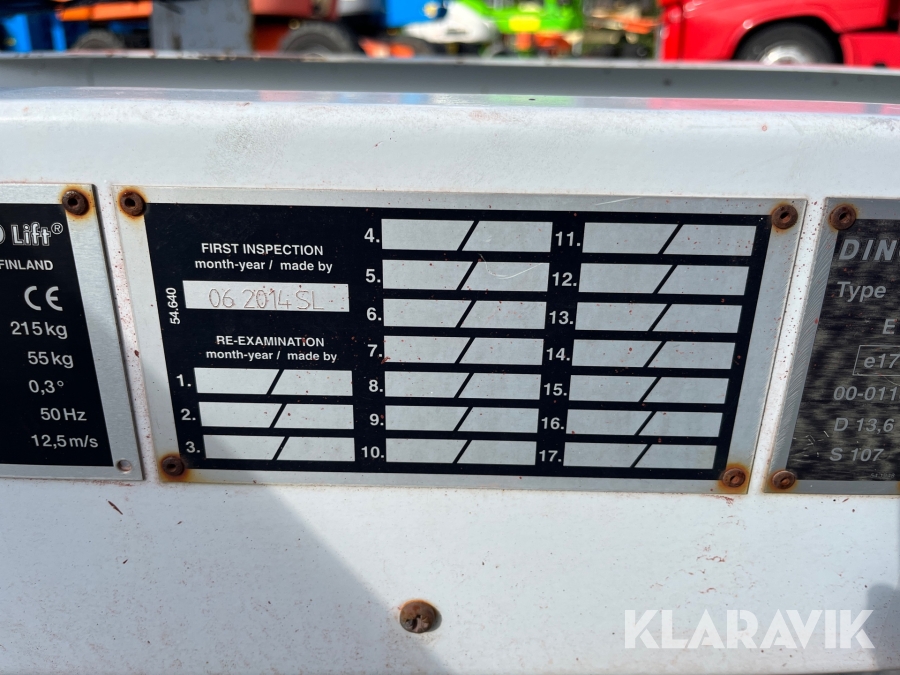 Lift®
FINLAND
CE
215kg
55kg
0,3°
50Hz
12,5m/s
54.640
FIRST INSPECTION
month-year / made by
06 2014 SL
RE-EXAMINATION
month-year / made by
1.
2.
3.
4.
5.
6.
7.
8.
9.
10.
11.
12.
13.
14.
15.
16.
17.
Type
E
e17
00-011
D 13,6
S 107
KLARAVIK